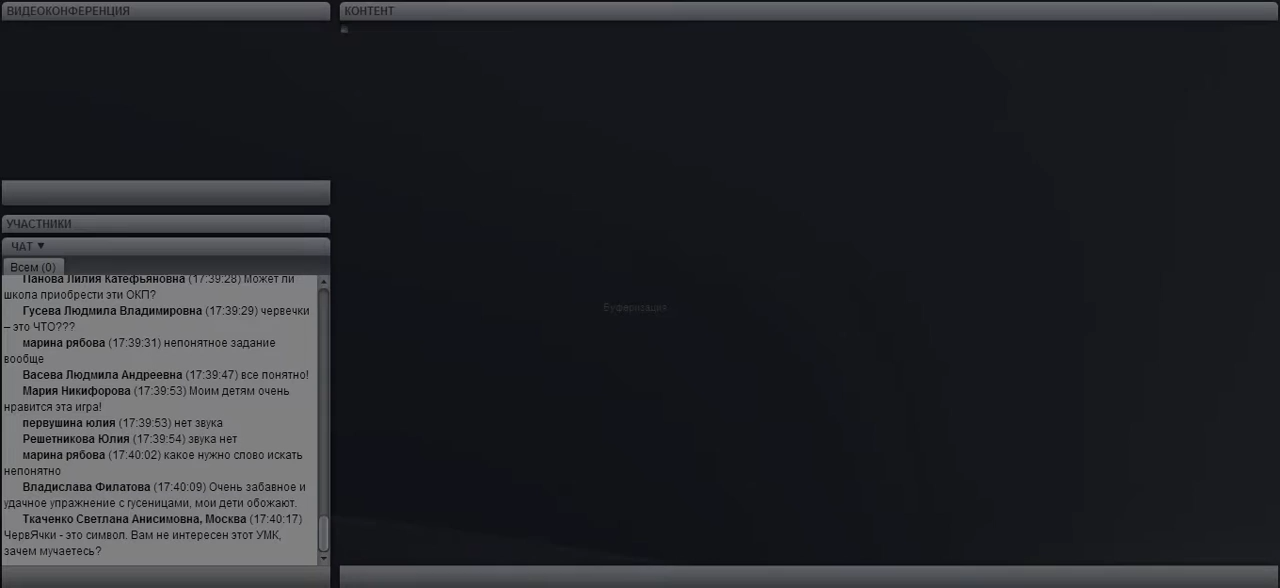 ВИДЕОКОНФЕРЕНЦИЯ
КОНТЕНТ
УЧАСТНИКИ
ЧАТ ▼
Всем (0)
Панова Лилия Катефьяновна (17:39:28) Может ли
школа приобрести эти ОКП?
Гусева Людмила Владимировна (17:39:29) червечки
– это ЧТО???
марина рябова (17:39:31) непонятное задание
вообще
Васева Людмила Андреевна (17:39:47) все понятно!
Мария Никифорова (17:39:53) Моим детям очень
нравится эта игра!
первушина юлия (17:39:53) нет звука
Решетникова Юлия (17:39:54) звука нет
марина рябова (17:40:02) какое нужно слово искать
непонятно
Владислава Филатова (17:40:09) Очень забавное и
удачное упражнение с гусеницами, мои дети обожают.
Ткаченко Светлана Анисимовна, Москва (17:40:17)
ЧервЯчки - это символ. Вам не интересен этот УМК,
зачем мучаетесь?
Буферизация